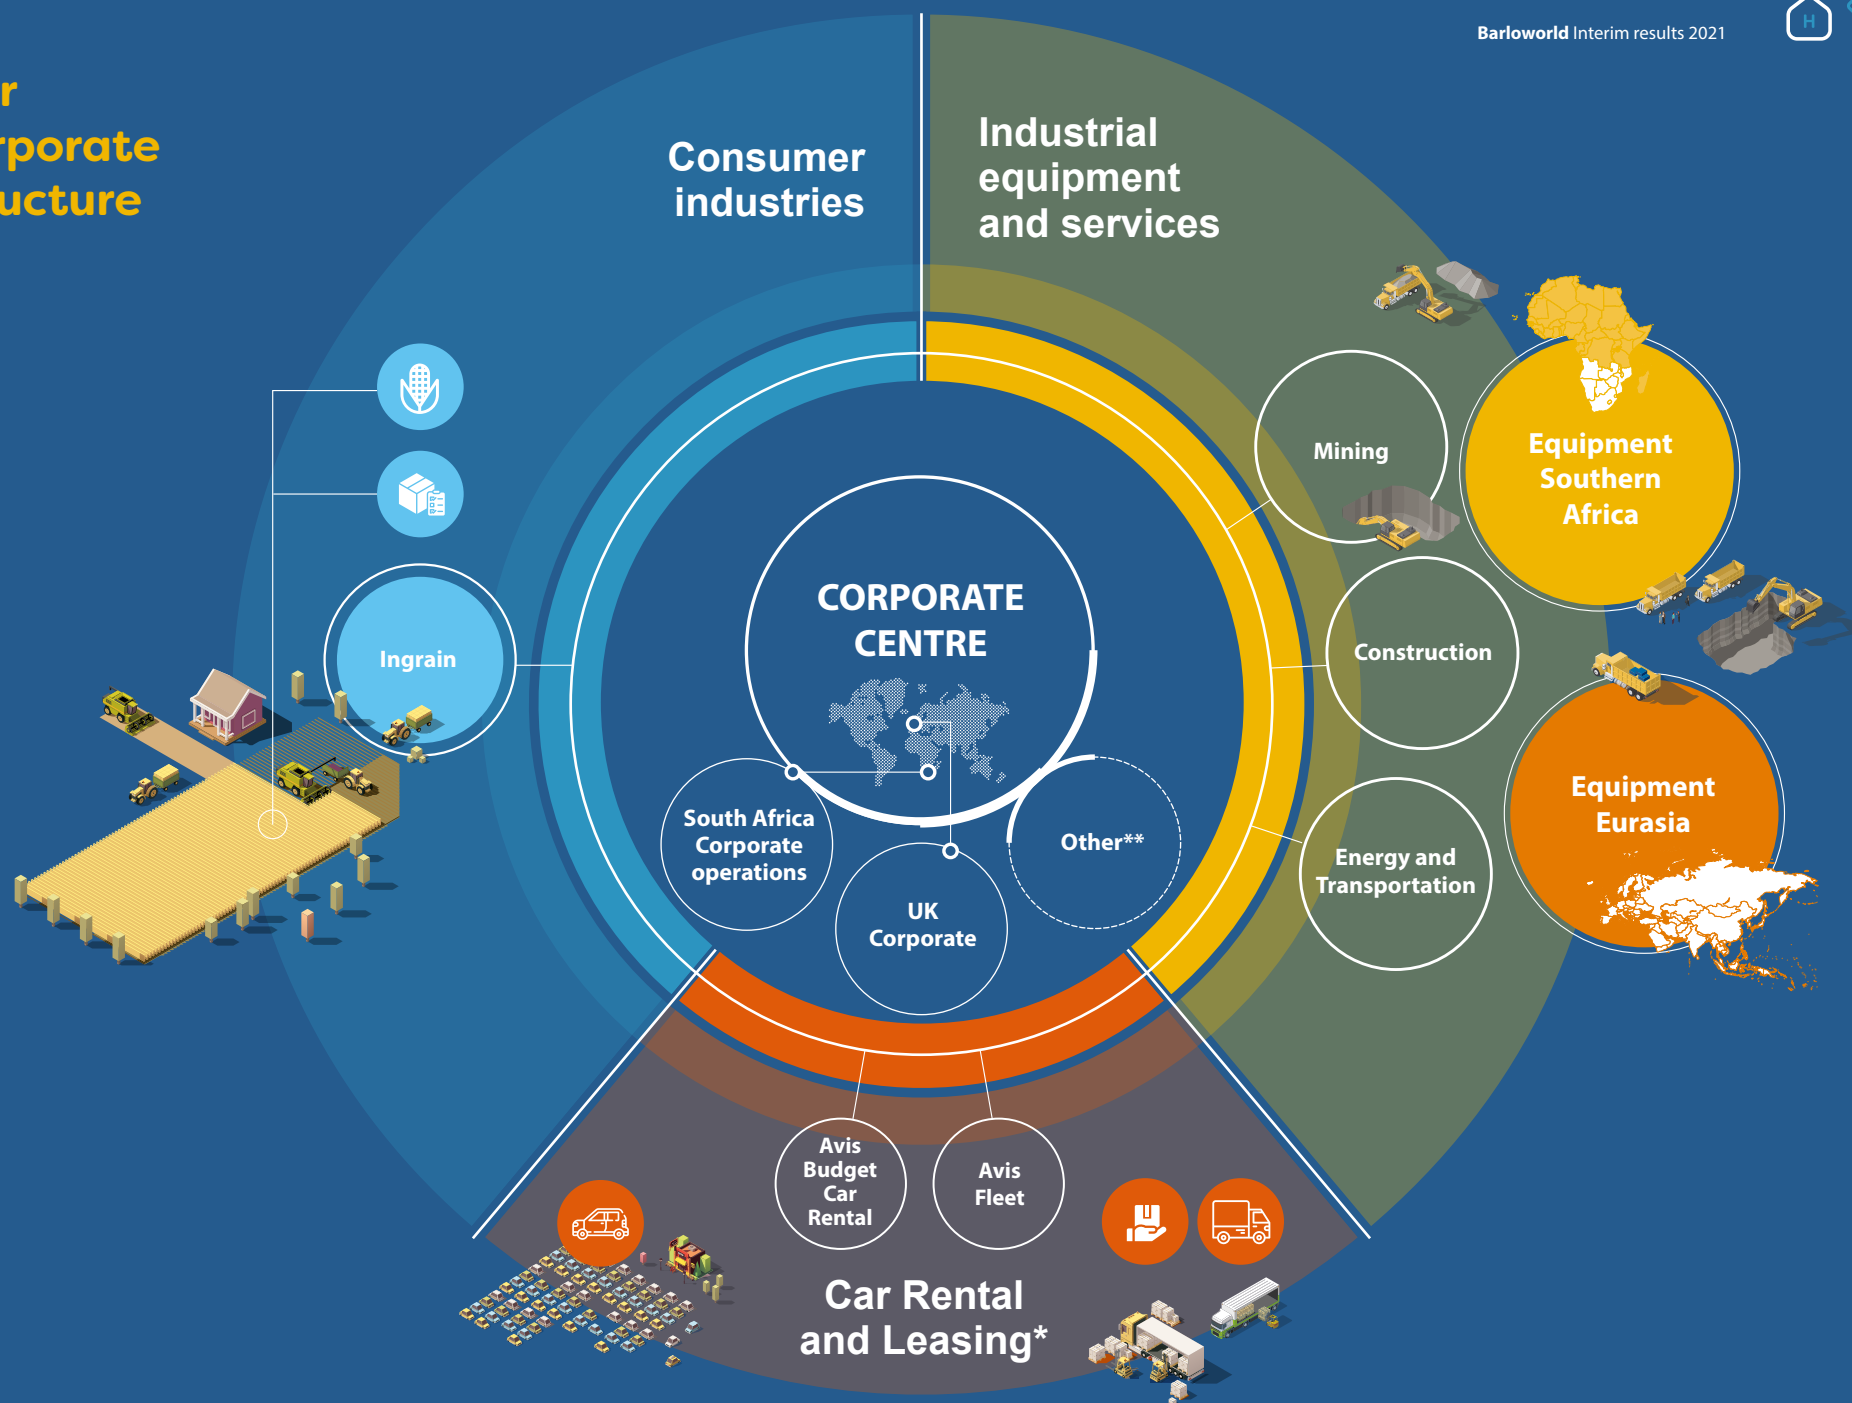 Barloworld Interim results 2021
H
r
rporate
ucture
Consumer
industries
Industrial
equipment
and services
Mining
Equipment
Southern
Africa
Construction
Energy and
Transportation
Equipment
Eurasia
Ingrain
CORPORATE
CENTRE
South Africa
Corporate
operations
UK
Corporate
Other**
Avis
Budget
Car
Rental
Avis
Fleet
Car Rental
and Leasing*